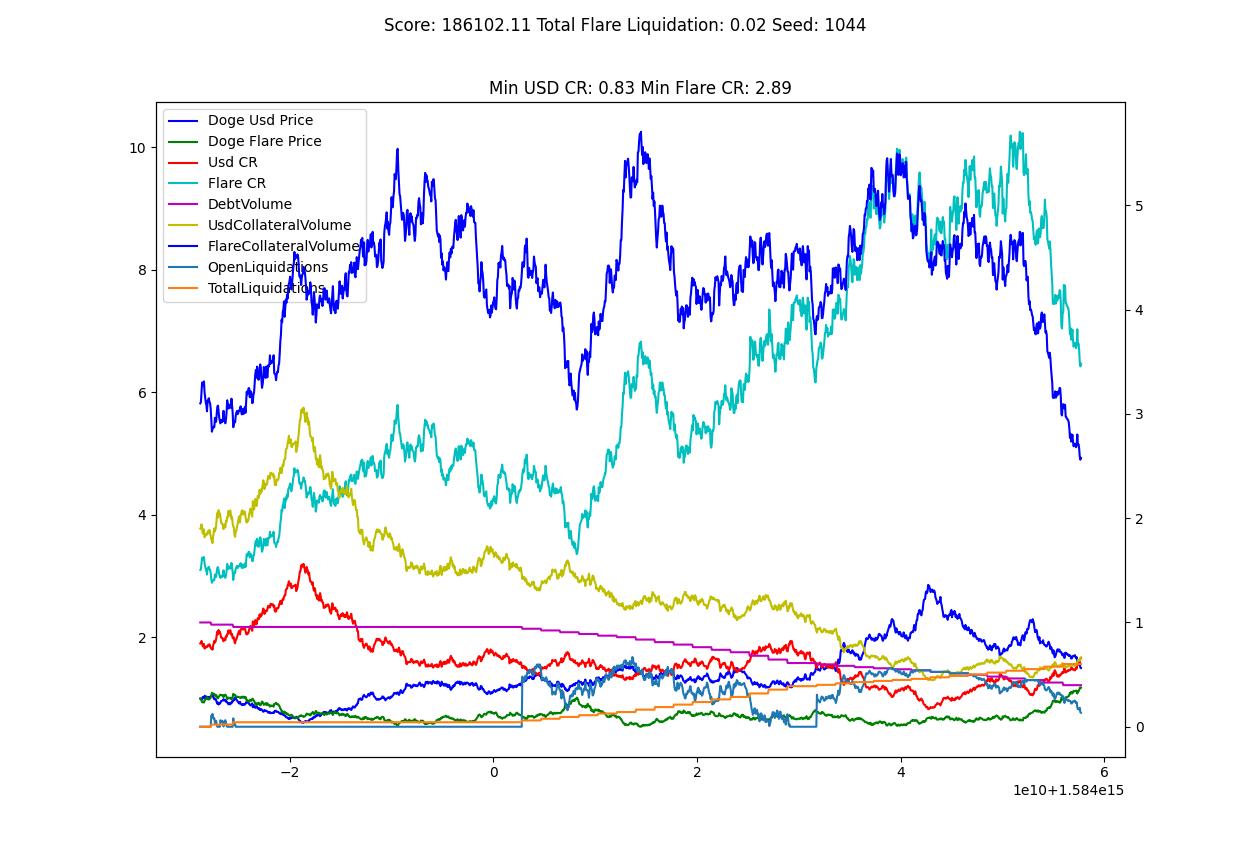 Score: 186102.11 Total Flare Liquidation: 0.02 Seed: 1044
Min USD CR: 0.83 Min Flare CR: 2.89
Doge Usd Price
Doge Flare Price
Usd CR
Flare CR
DebtVolume
UsdCollateralVolume
FlareCollateralVolume
OpenLiquidations
TotalLiquidations
10
8
6
4
2
5
4
3
2
1
0
−2
0
2
4
6
1e10+1.584e15